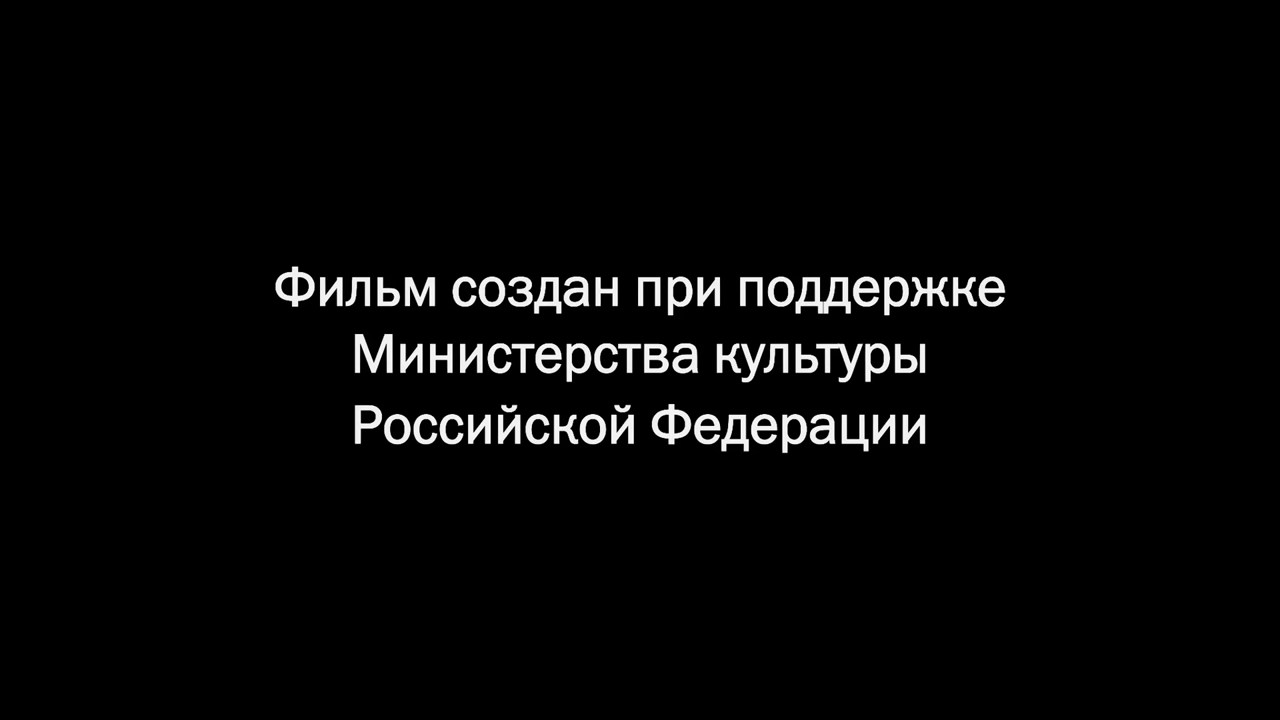 Фильм создан при поддержке
Министерства культуры
Российской Федерации